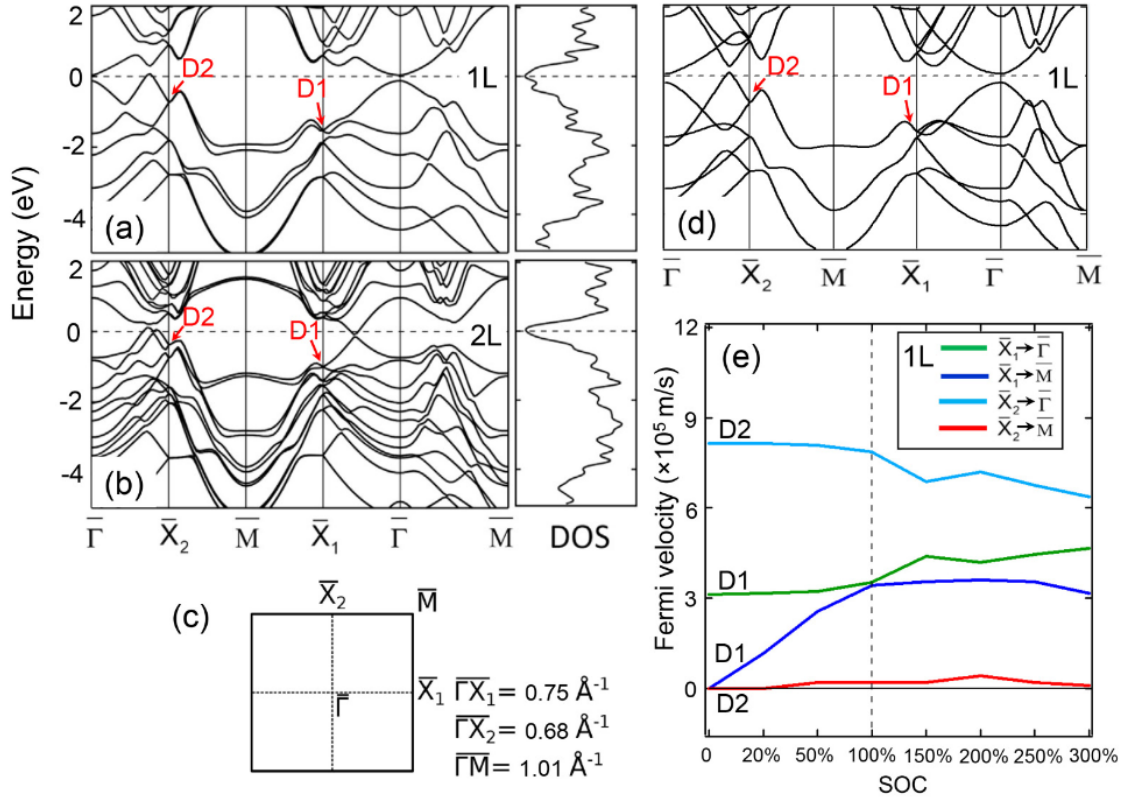 2
0
-2
-4
D2
D1
1L
(a)
2
0
-2
-4
D2
D1
2L
(b)
Energy (eV)
Γ̅ X̅₂ M̅ X̅₁ Γ̅ M̅
DOS
D2
D1
1L
(d)
Γ̅ X̅₂ M̅ X̅₁ Γ̅ M̅
(c)
X̅₂ M̅
Γ̅ X̅₁
Γ̅X̅₁= 0.75 Å⁻¹
Γ̅X̅₂= 0.68 Å⁻¹
Γ̅M̅= 1.01 Å⁻¹
(e)
1L
X̅₁→Γ̅
X̅₁→M̅
X̅₂→Γ̅
X̅₂→M̅
Fermi velocity (×10⁵ m/s)
12
9
6
3
0
D2
D1
D1
D2
0 20% 50% 100% 150% 200% 250% 300%
SOC